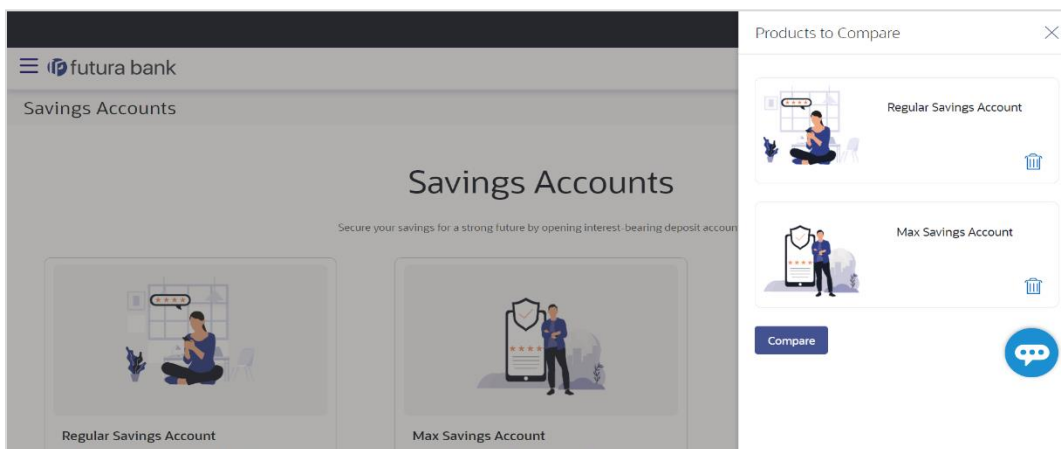 futura bank
Savings Accounts
Savings Accounts
Secure your savings for a strong future by opening interest-bearing deposit accoun
Regular Savings Account
Max Savings Account
Products to Compare
Regular Savings Account
Max Savings Account
Compare